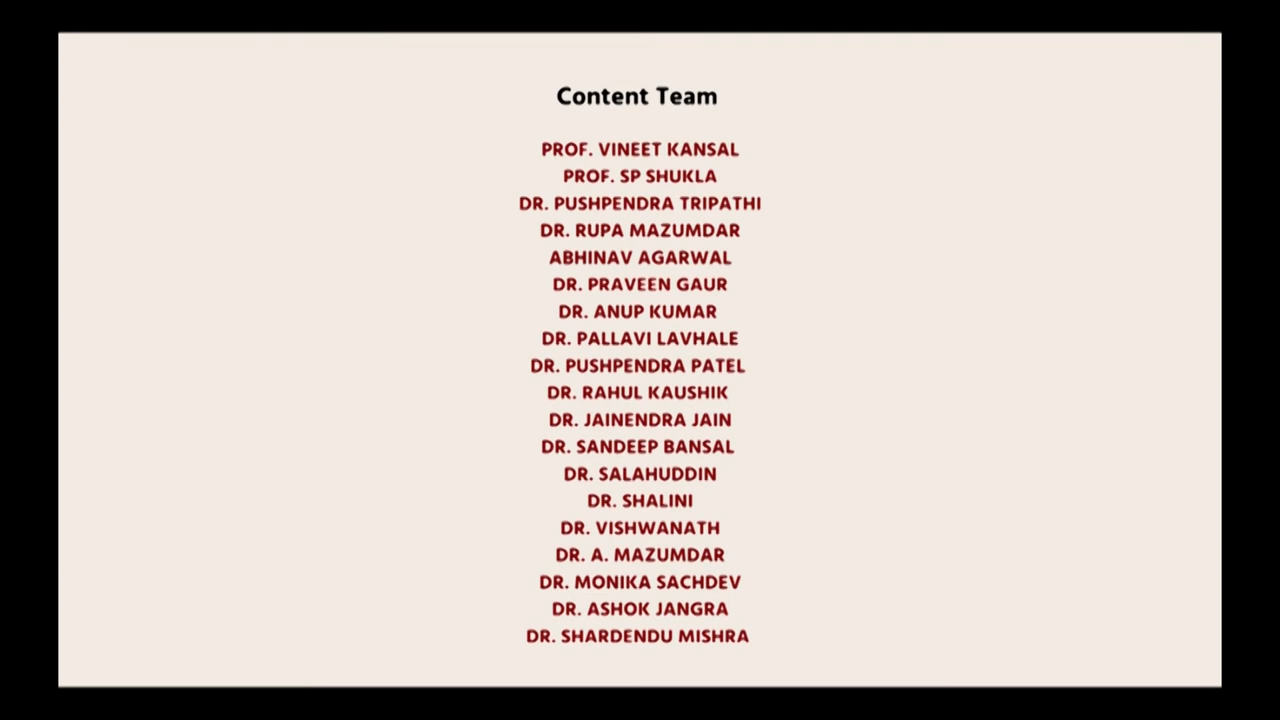 Content Team
PROF. VINEET KANSAL
PROF. SP SHUKLA
DR. PUSHPENDRA TRIPATHI
DR. RUPA MAZUMDAR
ABHINAV AGARWAL
DR. PRAVEEN GAUR
DR. ANUP KUMAR
DR. PALLAVI LAVHALE
DR. PUSHPENDRA PATEL
DR. RAHUL KAUSHIK
DR. JAINENDRA JAIN
DR. SANDEEP BANSAL
DR. SALAHUDDIN
DR. SHALINI
DR. VISHWANATH
DR. A. MAZUMDAR
DR. MONIKA SACHDEV
DR. ASHOK JANGRA
DR. SHARDENDU MISHRA